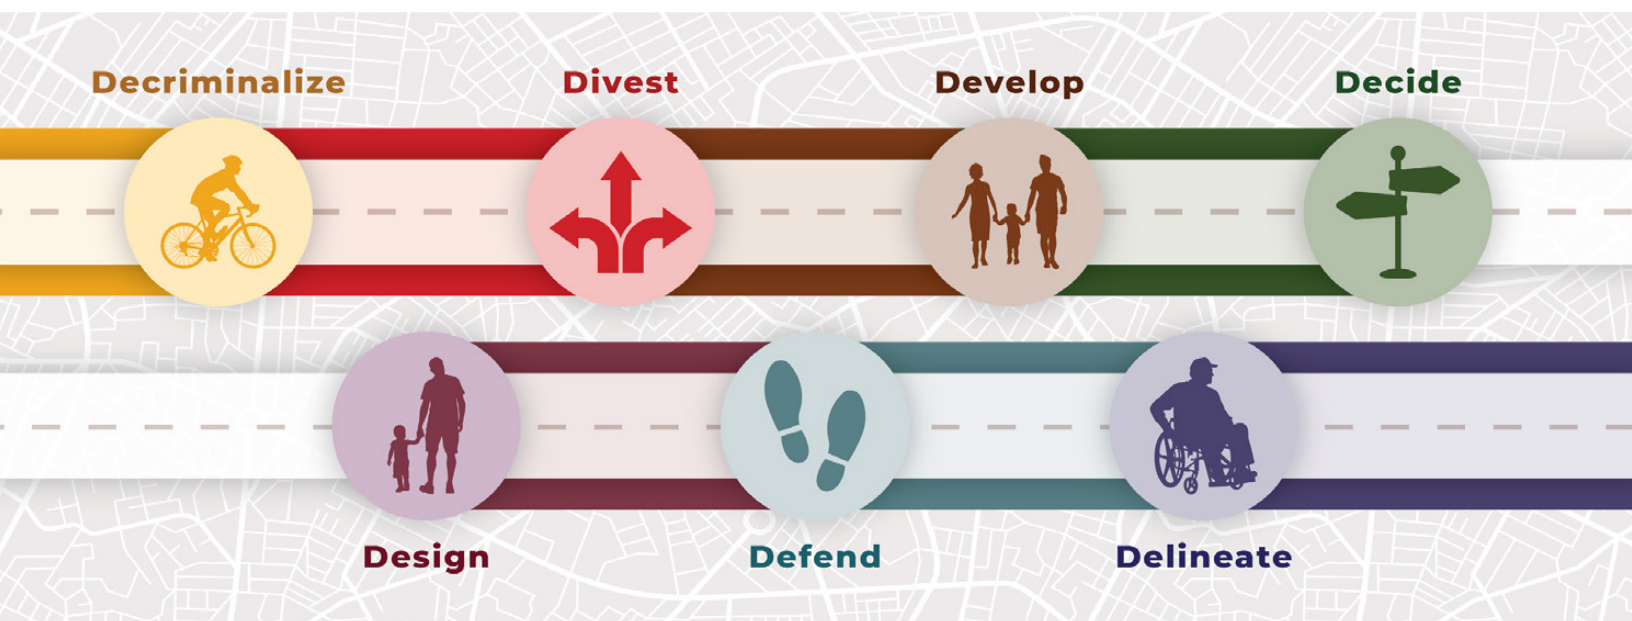 Decriminalize
Divest
Develop
Decide
Design
Defend
Delineate